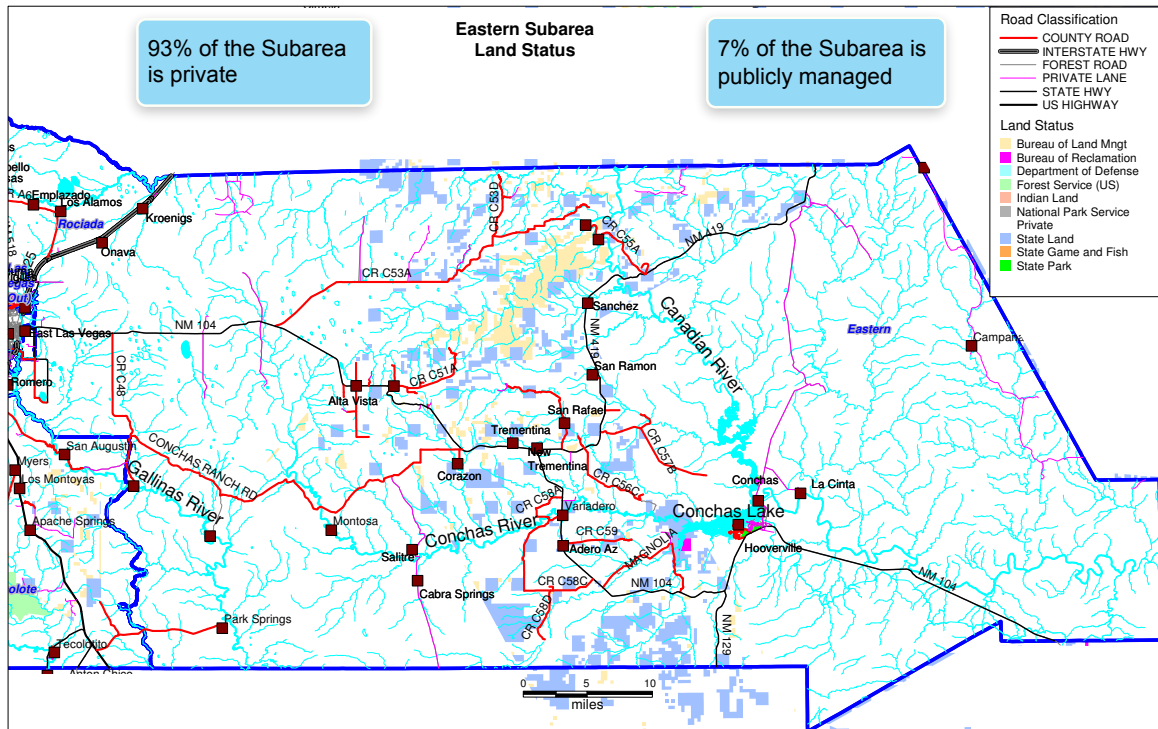 Eastern Subarea
Land Status
93% of the Subarea
is private
7% of the Subarea is
publicly managed
Road Classification
COUNTY ROAD
INTERSTATE HWY
FOREST ROAD
PRIVATE LANE
STATE HWY
US HIGHWAY
Land Status
Bureau of Land Mngt
Bureau of Reclamation
Department of Defense
Forest Service (US)
Indian Land
National Park Service
Private
State Land
State Game and Fish
State Park
Emplazado
Los Alamos
Rociada
Kroenigs
Onava
CR C53D
CR C55A
NM 419
CR C53A
Sanchez
Canadian River
Eastern
Campana
NM 104
East Las Vegas
NM 419
Romero
CR C48
San Ramon
CR C51A
Alta Vista
San Rafael
Trementina
New
Trementina
CR C57B
San Augustin
CONCHAS RANCH RD
Myers
Los Montoyas
Gallinas River
Corazon
CR C56C
Conchas
La Cinta
CR C58A
Variadero
Conchas Lake
Apache Springs
Montosa
Conchas River
CR C59
MAGNOLIA
Hooverville
Salitre
Adero Az
Cabra Springs
CR C58C
NM 104
NM 104
olote
CR C58D
NM 129
Park Springs
Tecolotito
Anton Chico
0 5 10
miles